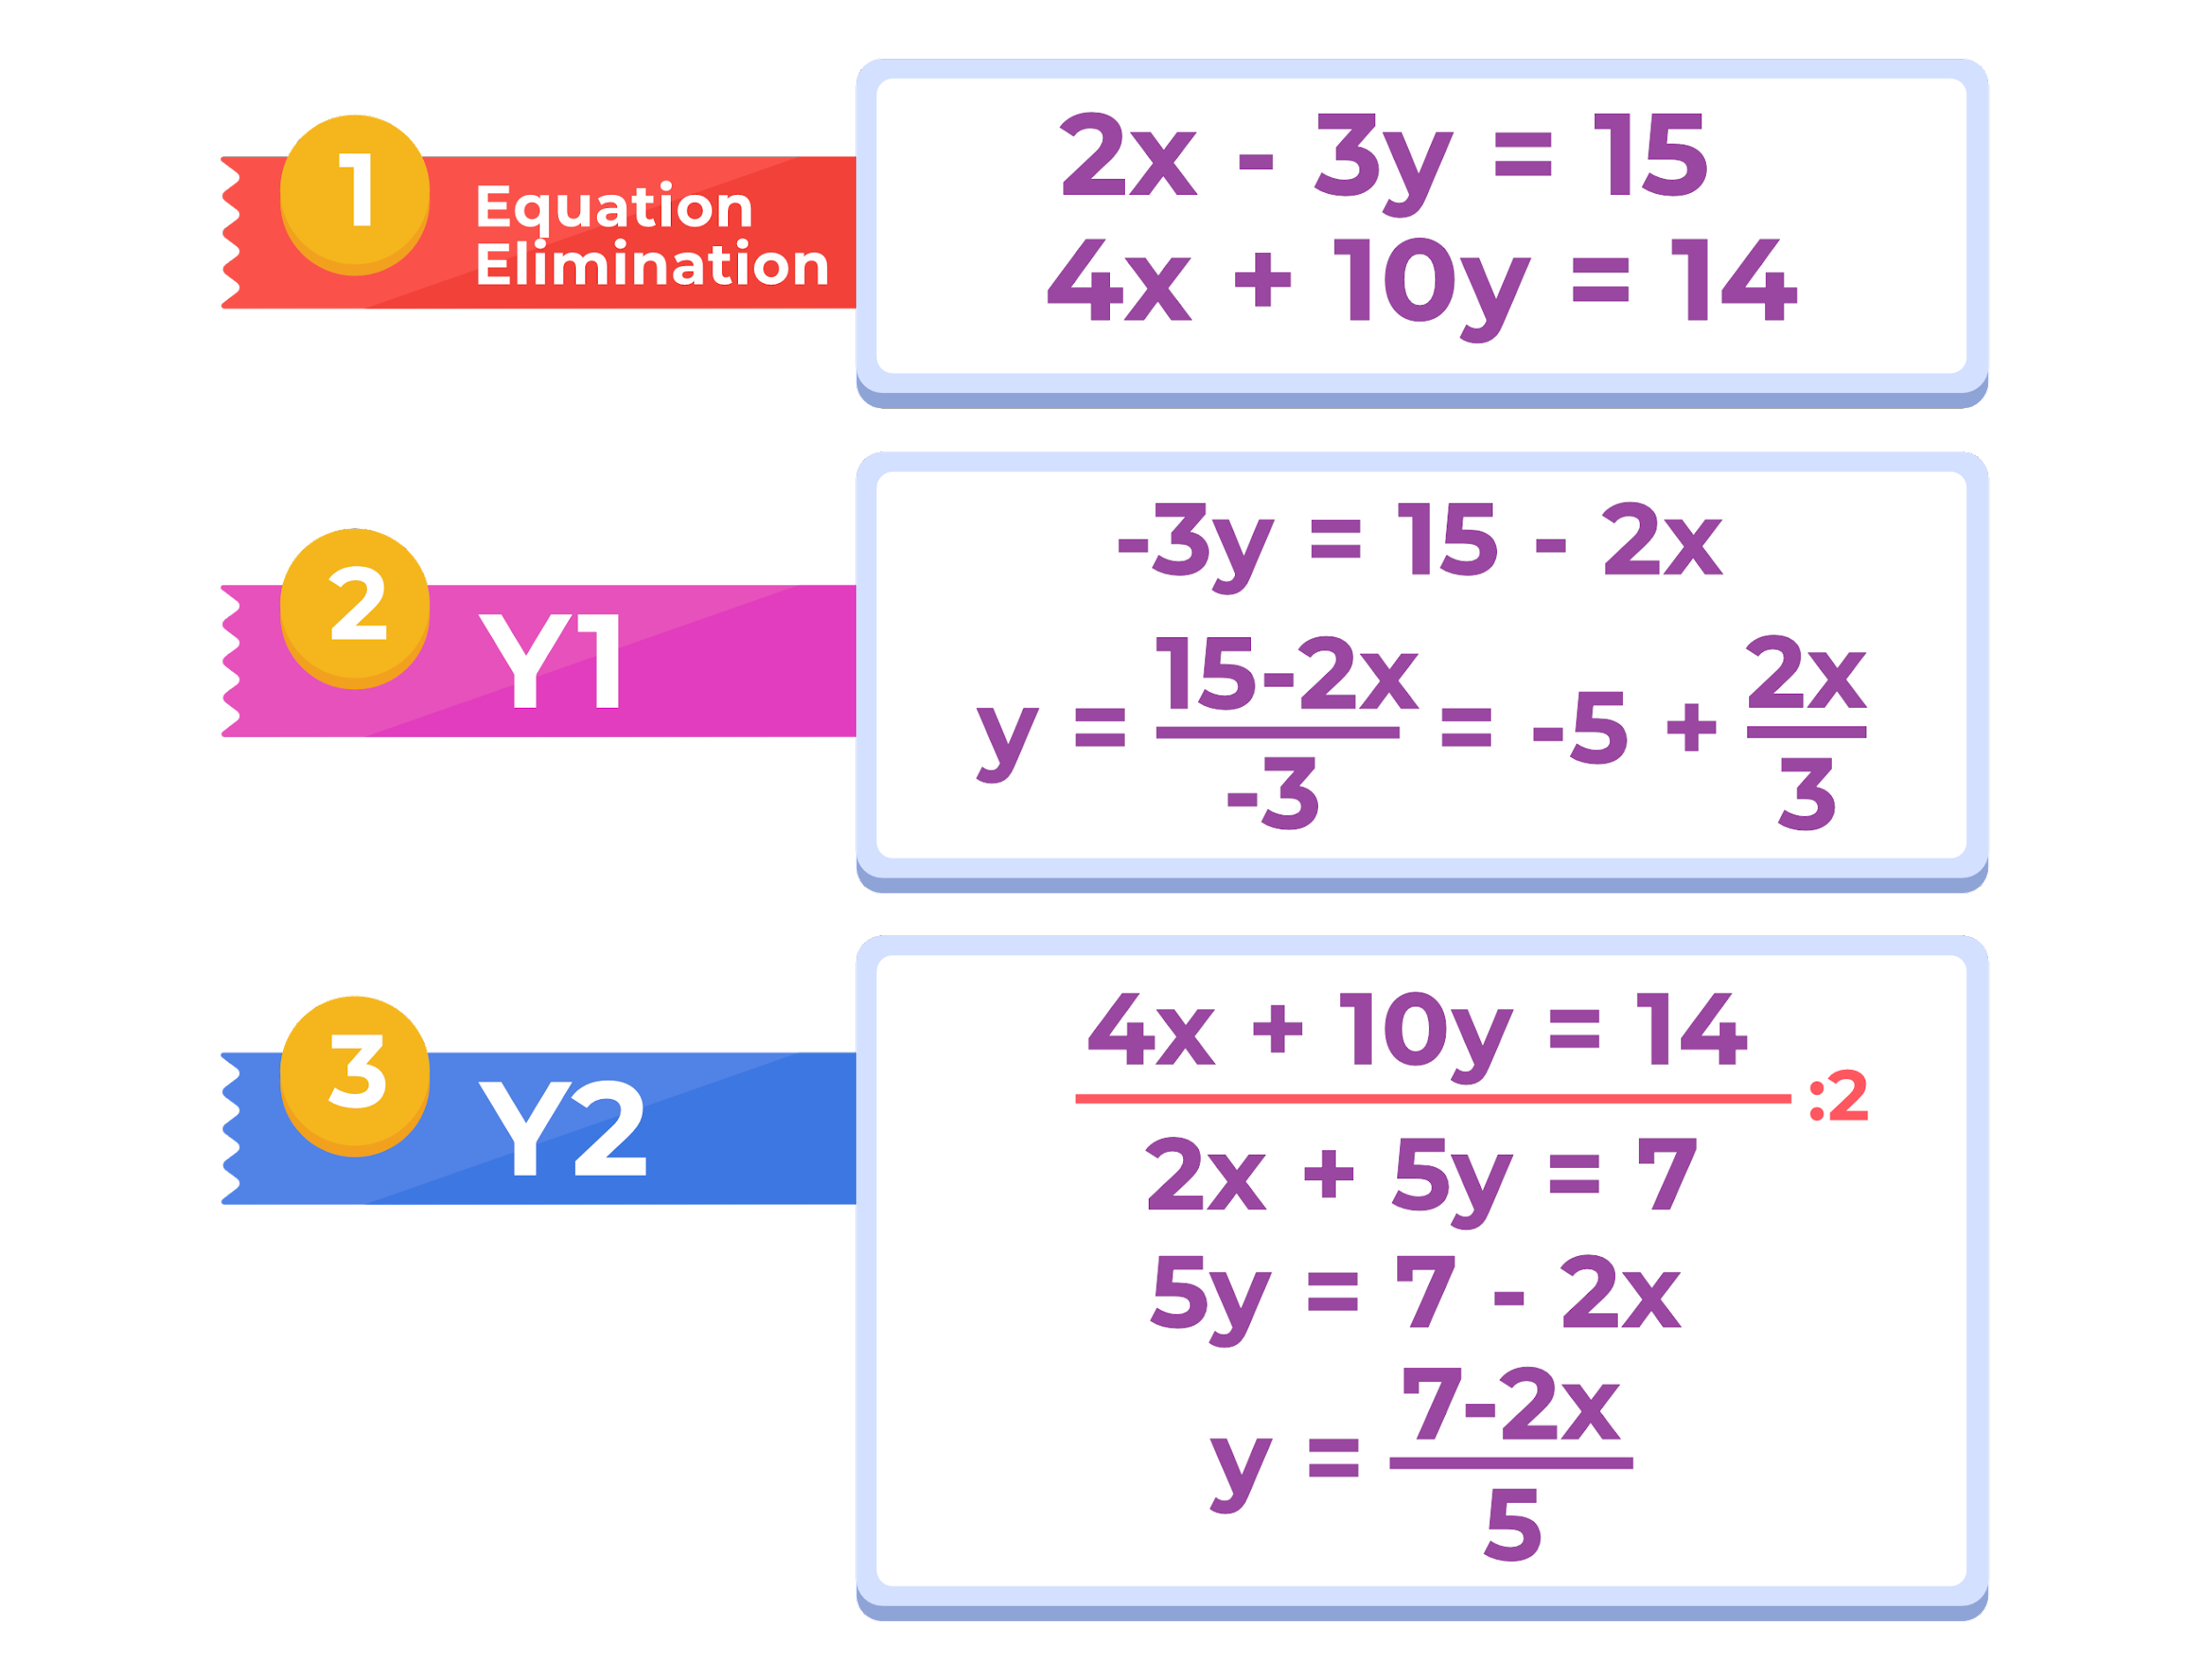 1
Equation
Elimination
2x - 3y = 15
4x + 10y = 14
2
Y1
-3y = 15 - 2x
y = 15-2x/-3 = -5 + 2x/3
3
Y2
4x + 10y = 14
:2
2x + 5y = 7
5y = 7 - 2x
y = 7-2x/5